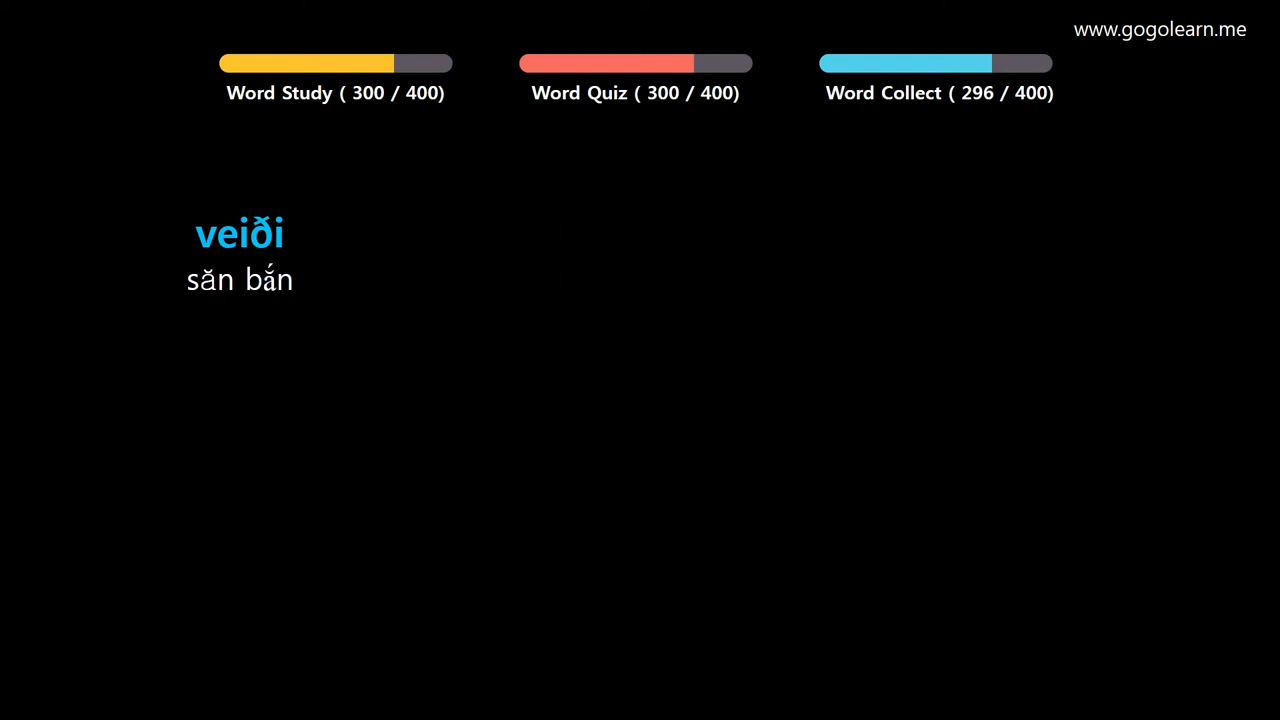 www.gogolearn.me
Word Study ( 300 / 400)
Word Quiz ( 300 / 400)
Word Collect ( 296 / 400)
veiði
săn bắn